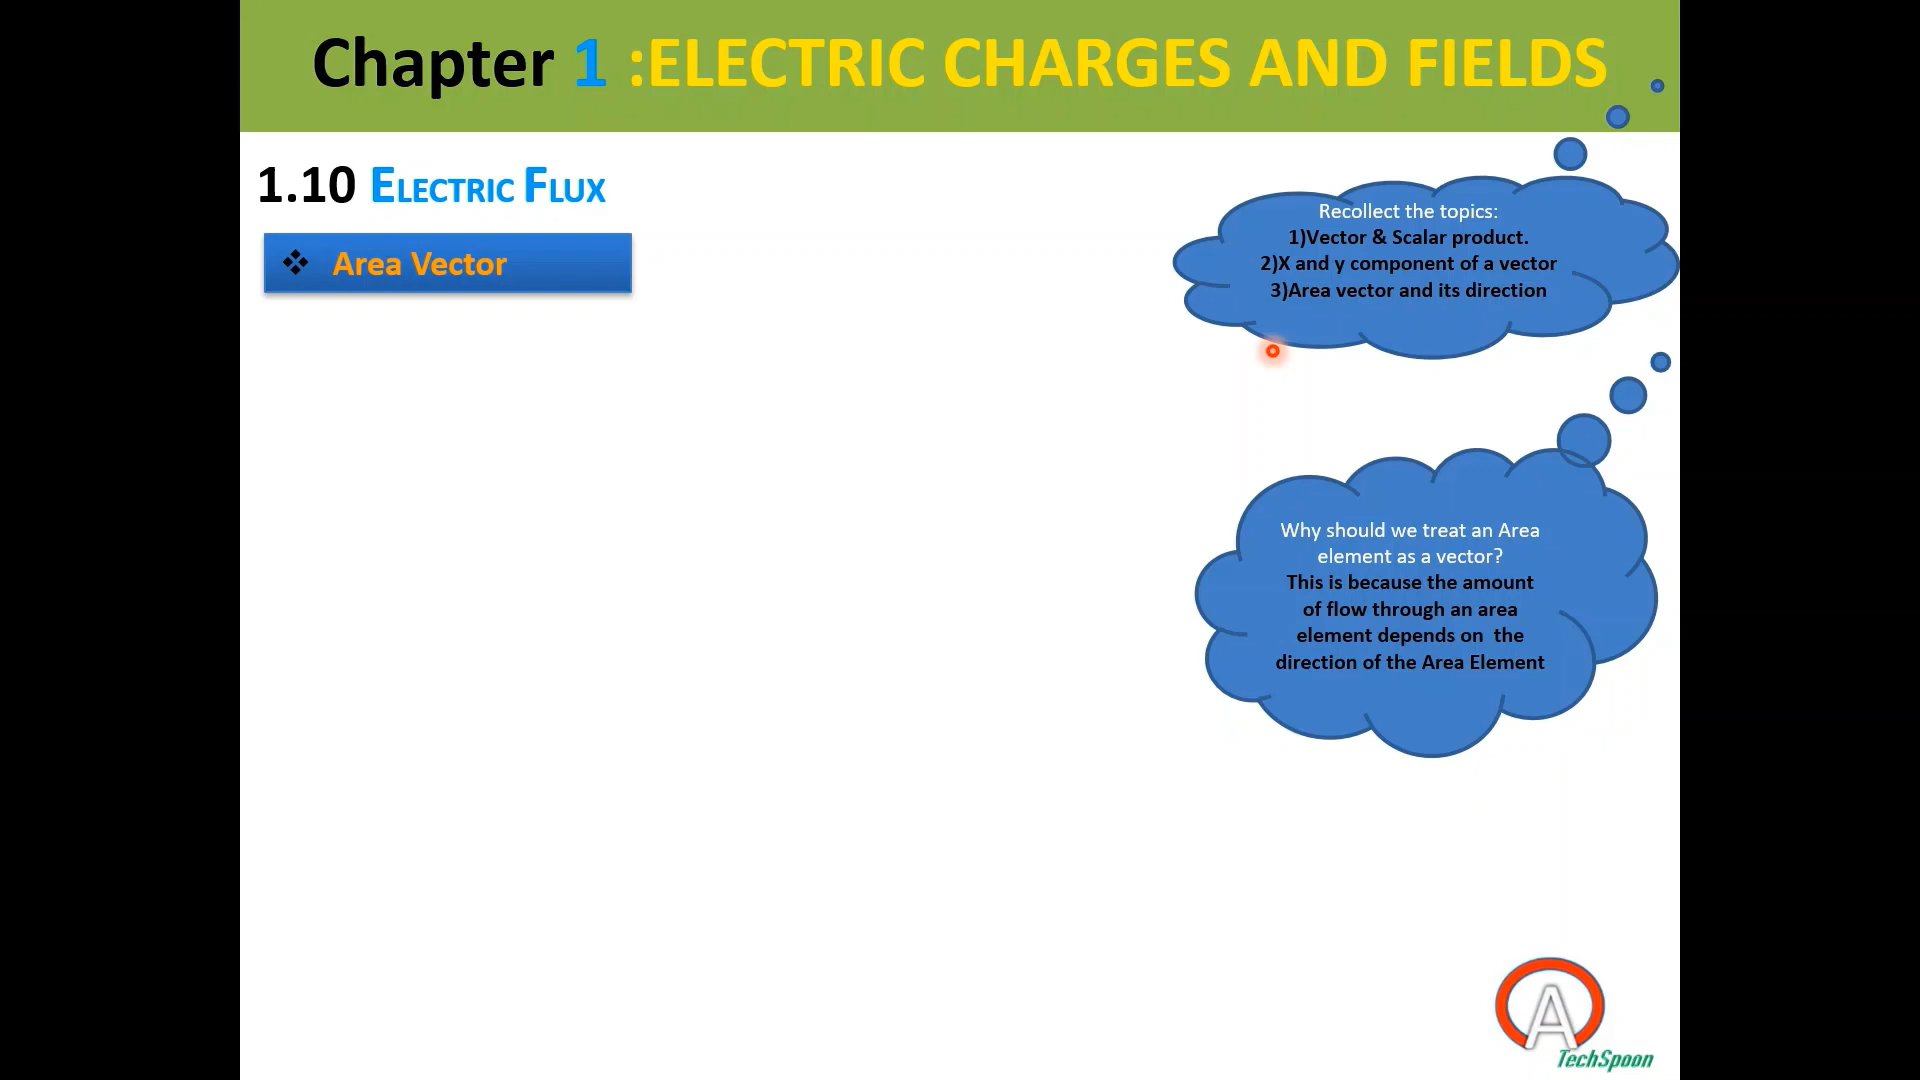 Chapter 1 :ELECTRIC CHARGES AND FIELDS
1.10 ELECTRIC FLUX
❖ Area Vector
Recollect the topics:
1)Vector & Scalar product.
2)X and y component of a vector
3)Area vector and its direction
Why should we treat an Area
element as a vector?
This is because the amount
of flow through an area
element depends on the
direction of the Area Element
A
TechSpoon